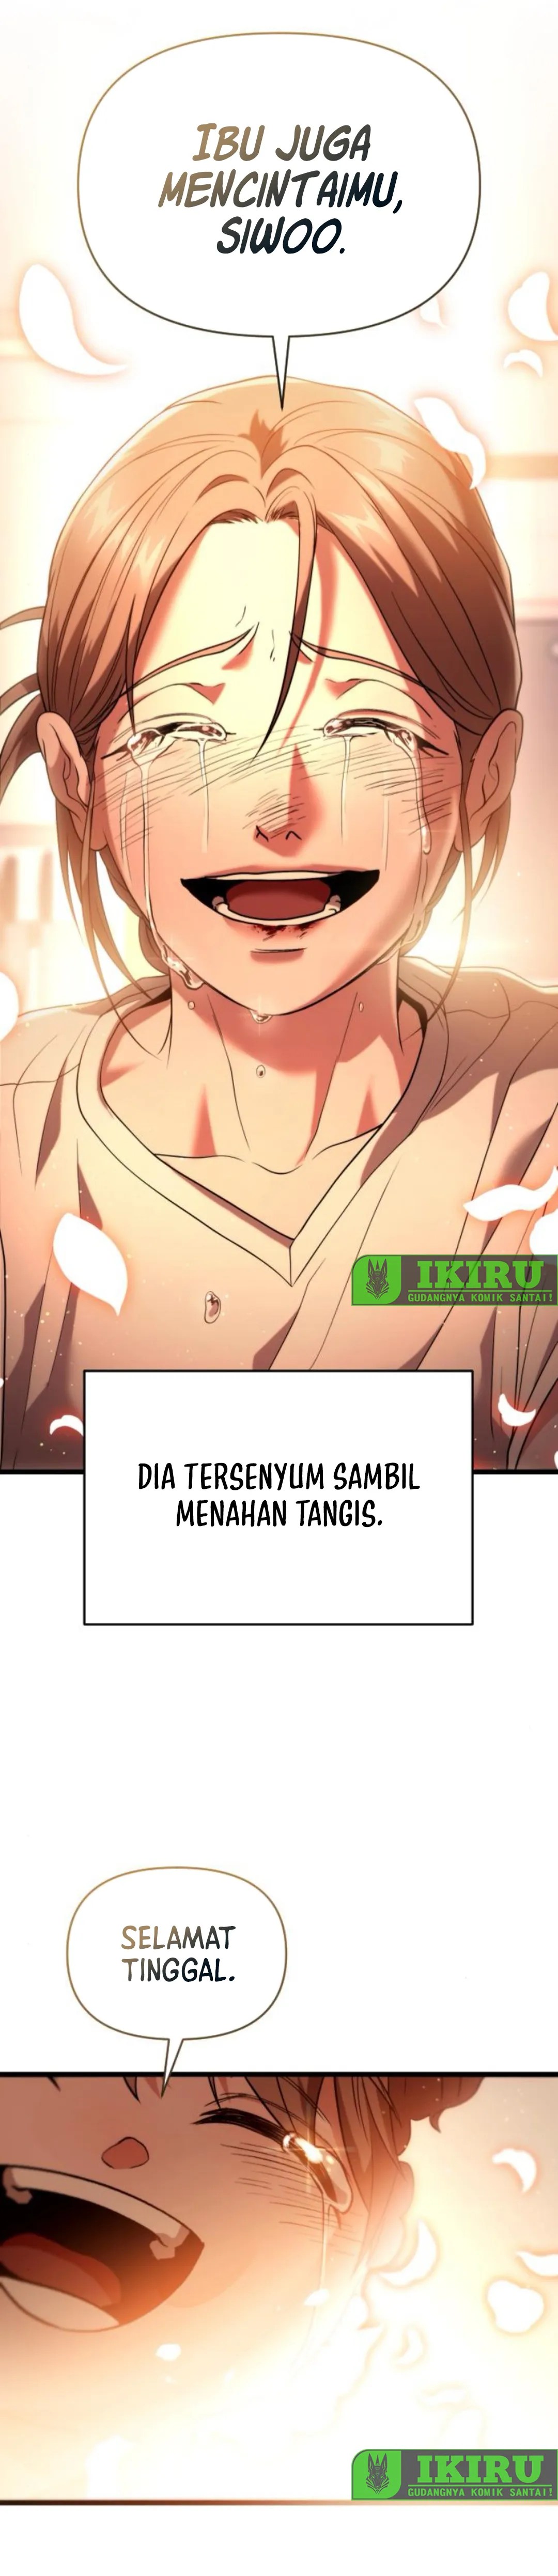 IBU JUGA
MENCINTAIMU,
SIWOO.
IKIRU
GUDANGNYA KOMIK SANTAI!
DIA TERSENYUM SAMBIL
MENAHAN TANGIS.
SELAMAT
TINGGAL.
IKIRU
GUDANGNYA KOMIK SANTAI!